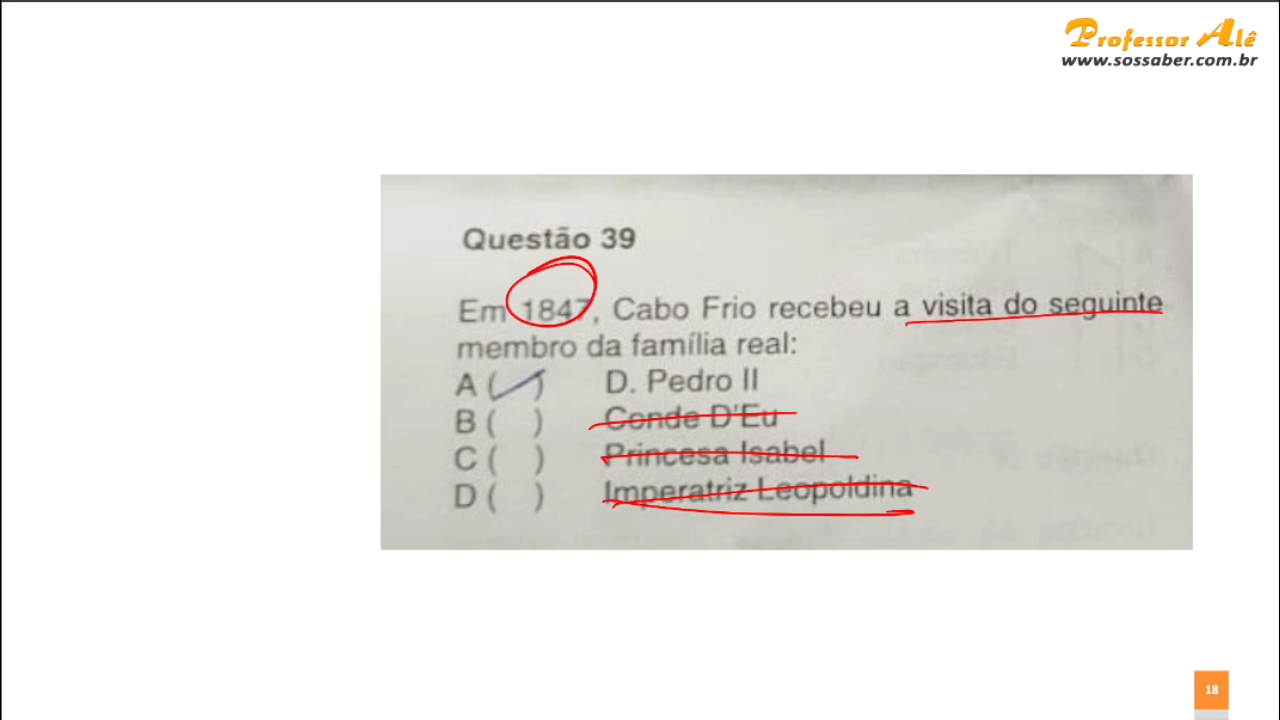 Professor Alê
www.sossaber.com.br
Questão 39
Em 1847, Cabo Frio recebeu a visita do seguinte
membro da família real:
A ( ) D. Pedro II
B ( ) Conde D'Eu
C ( ) Princesa Isabel
D ( ) Imperatriz Leopoldina
18